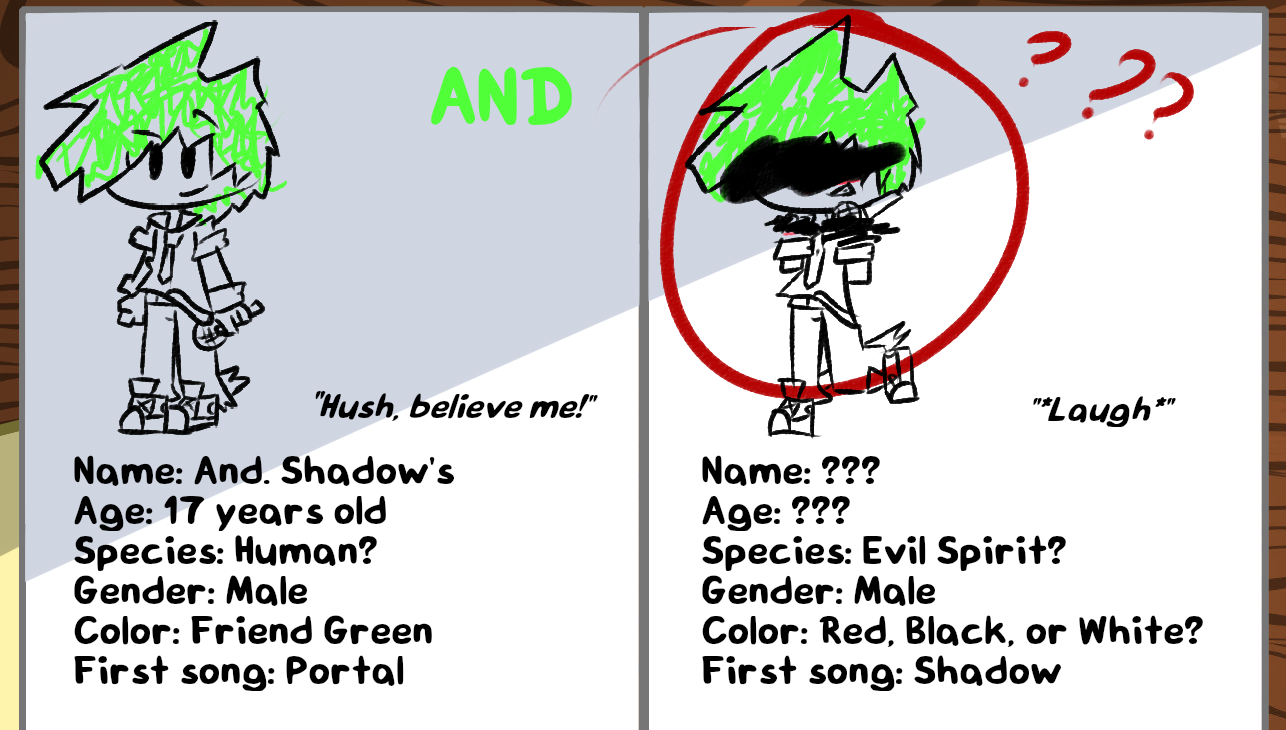 AND
"Hush, believe me!"
Name: And. Shadow's
Age: 17 years old
Species: Human?
Gender: Male
Color: Friend Green
First song: Portal
? ? ?
"*Laugh*"
Name: ???
Age: ???
Species: Evil Spirit?
Gender: Male
Color: Red, Black, or White?
First song: Shadow